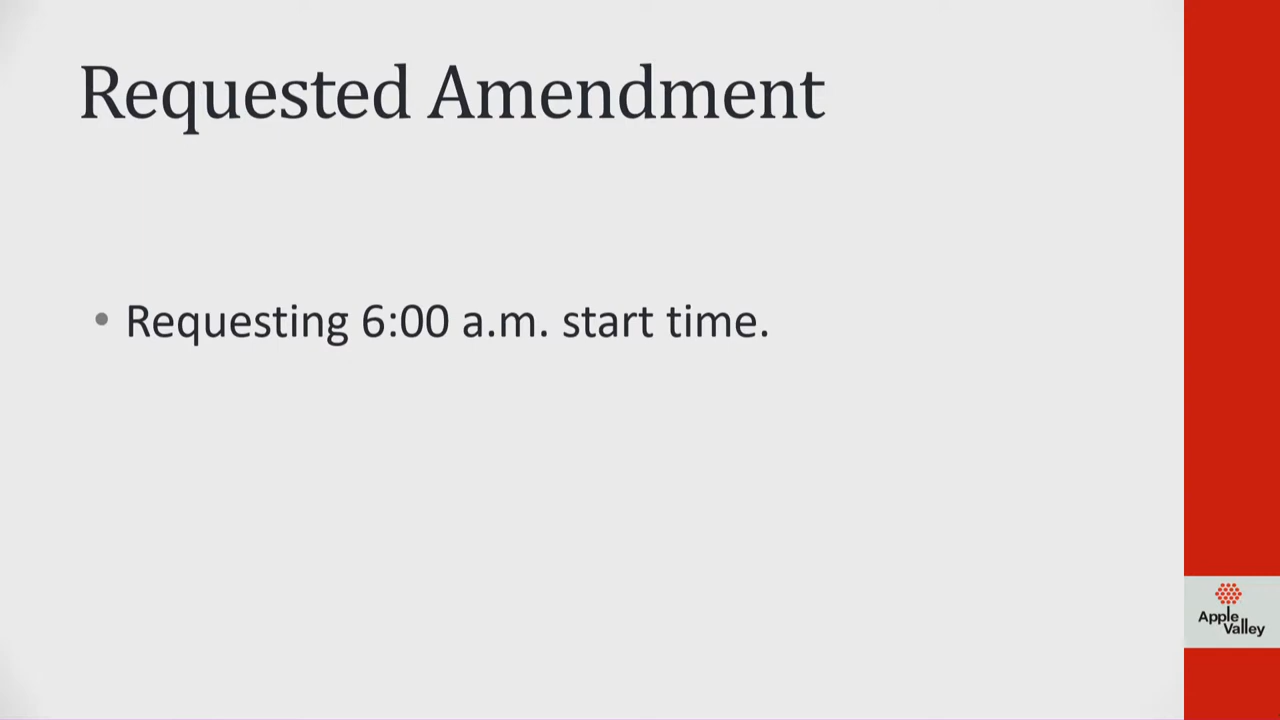 Requested Amendment
• Requesting 6:00 a.m. start time.
Apple
Valley